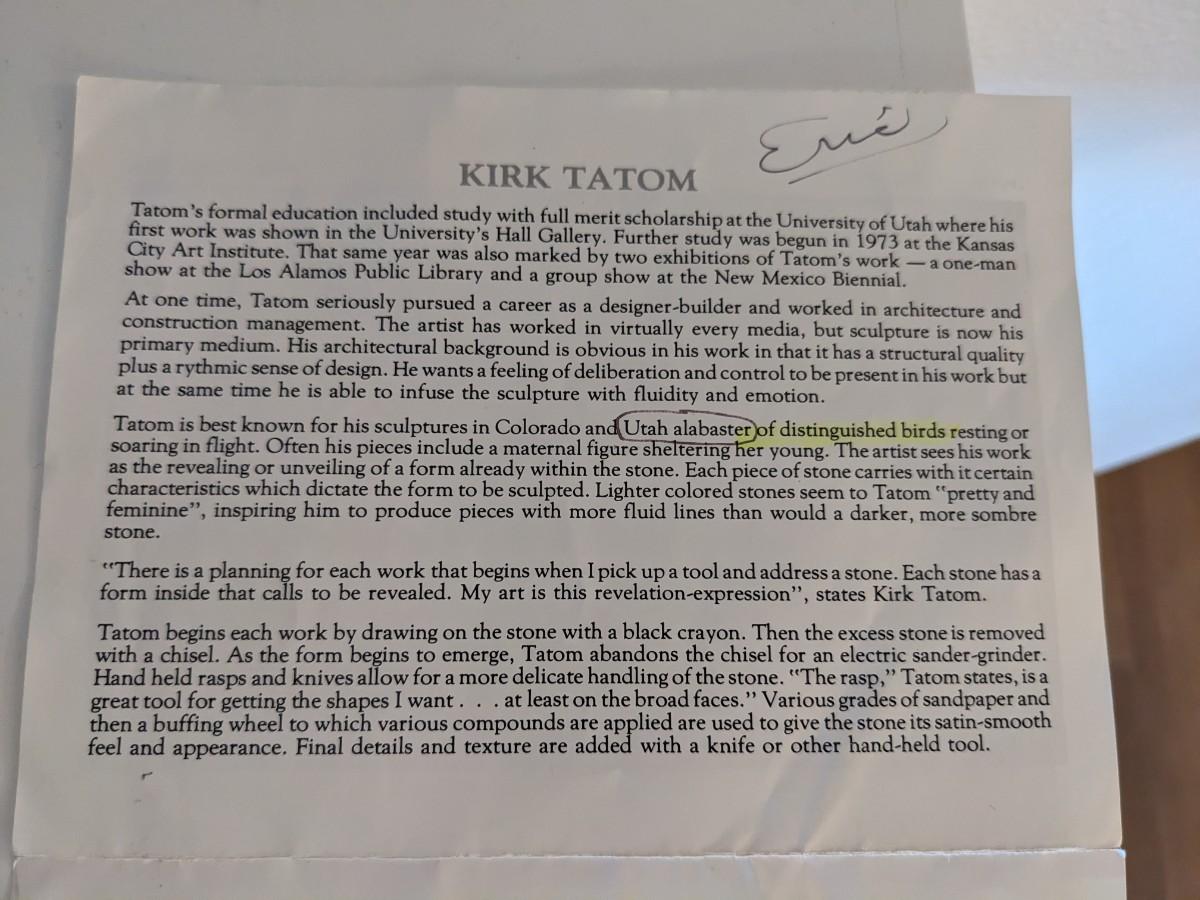 Eric
KIRK TATOM
Tatom's formal education included study with full merit scholarship at the University of Utah where his
first work was shown in the University's Hall Gallery. Further study was begun in 1973 at the Kansas
City Art Institute. That same year was also marked by two exhibitions of Tatom's work — a one-man
show at the Los Alamos Public Library and a group show at the New Mexico Biennial.
At one time, Tatom seriously pursued a career as a designer-builder and worked in architecture and
construction management. The artist has worked in virtually every media, but sculpture is now his
primary medium. His architectural background is obvious in his work in that it has a structural quality
plus a rythmic sense of design. He wants a feeling of deliberation and control to be present in his work but
at the same time he is able to infuse the sculpture with fluidity and emotion.
Tatom is best known for his sculptures in Colorado and Utah alabaster of distinguished birds resting or
soaring in flight. Often his pieces include a maternal figure sheltering her young. The artist sees his work
as the revealing or unveiling of a form already within the stone. Each piece of stone carries with it certain
characteristics which dictate the form to be sculpted. Lighter colored stones seem to Tatom "pretty and
feminine", inspiring him to produce pieces with more fluid lines than would a darker, more sombre
stone.
"There is a planning for each work that begins when I pick up a tool and address a stone. Each stone has a
form inside that calls to be revealed. My art is this revelation-expression", states Kirk Tatom.
Tatom begins each work by drawing on the stone with a black crayon. Then the excess stone is removed
with a chisel. As the form begins to emerge, Tatom abandons the chisel for an electric sander-grinder.
Hand held rasps and knives allow for a more delicate handling of the stone. "The rasp," Tatom states, is a
great tool for getting the shapes I want . . . at least on the broad faces." Various grades of sandpaper and
then a buffing wheel to which various compounds are applied are used to give the stone its satin-smooth
feel and appearance. Final details and texture are added with a knife or other hand-held tool.